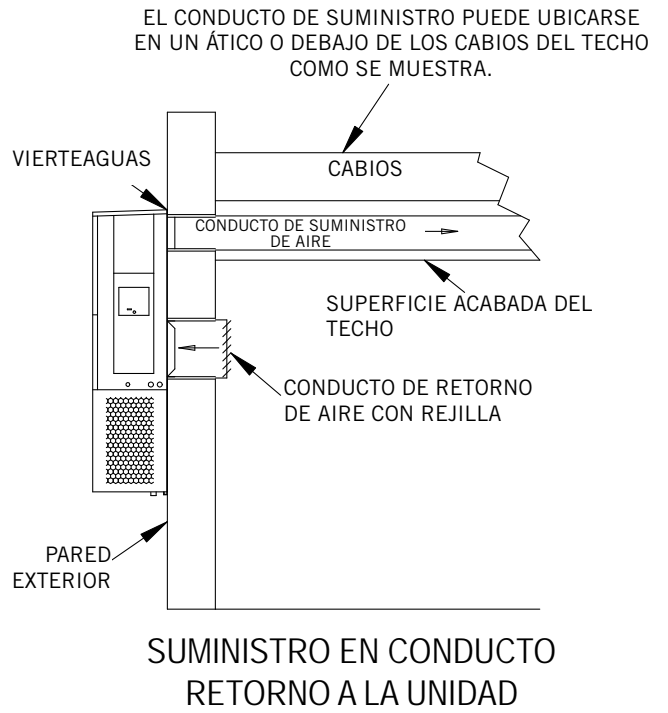 EL CONDUCTO DE SUMINISTRO PUEDE UBICARSE
EN UN ÁTICO O DEBAJO DE LOS CABIOS DEL TECHO
COMO SE MUESTRA.
VIERTEAGUAS
CABIOS
CONDUCTO DE SUMINISTRO
DE AIRE
SUPERFICIE ACABADA DEL
TECHO
CONDUCTO DE RETORNO
DE AIRE CON REJILLA
PARED
EXTERIOR
SUMINISTRO EN CONDUCTO
RETORNO A LA UNIDAD